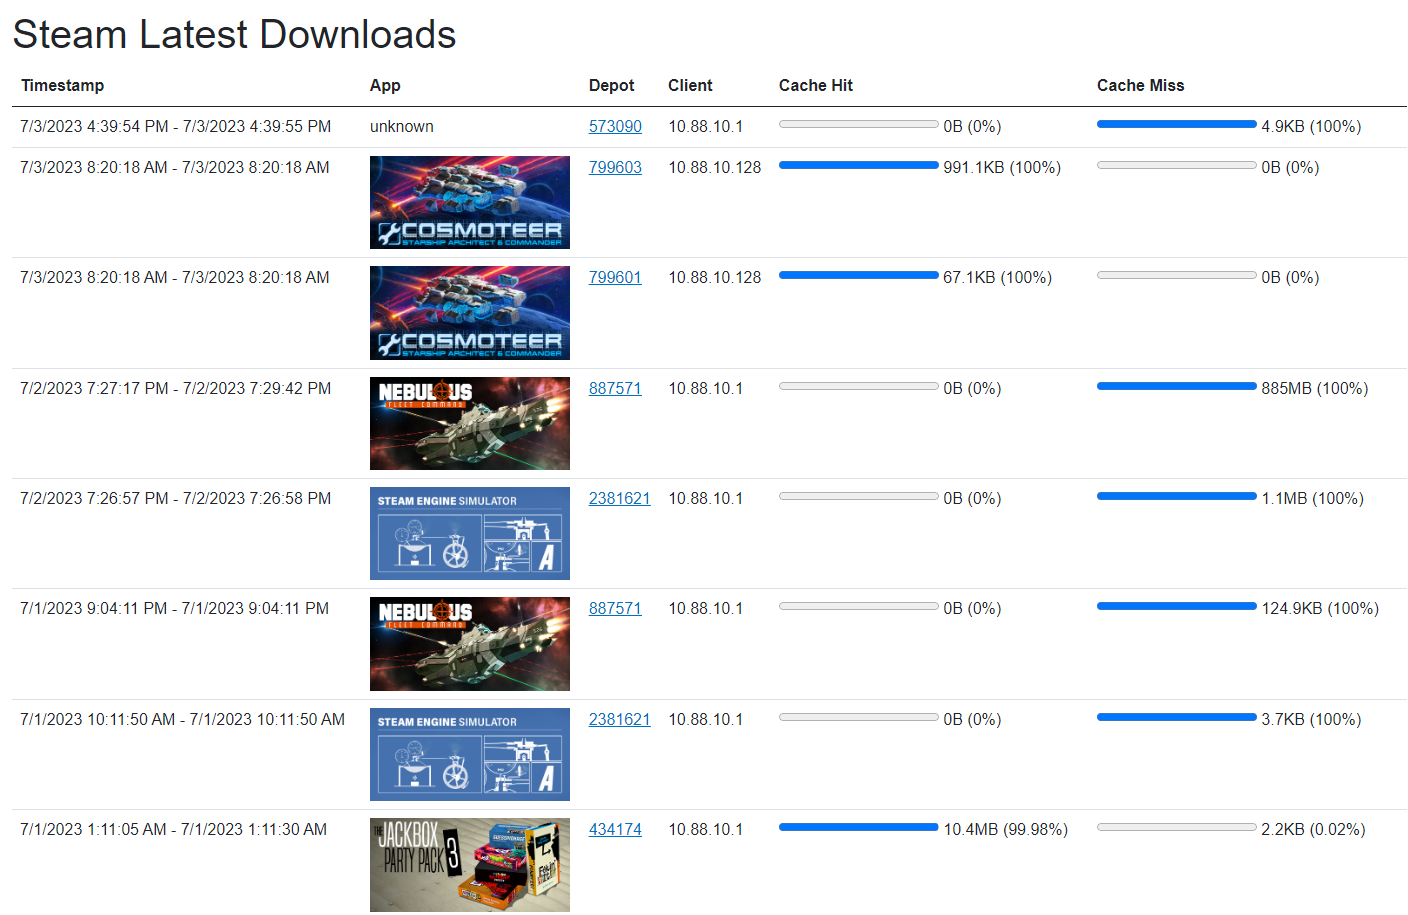 Steam Latest Downloads
Timestamp App Depot Client Cache Hit Cache Miss
7/3/2023 4:39:54 PM - 7/3/2023 4:39:55 PM unknown 573090 10.88.10.1 0B (0%) 4.9KB (100%)
7/3/2023 8:20:18 AM - 7/3/2023 8:20:18 AM 799603 10.88.10.128 991.1KB (100%) 0B (0%)
COSMOTEER
STARSHIP ARCHITECT & COMMANDER
7/3/2023 8:20:18 AM - 7/3/2023 8:20:18 AM 799601 10.88.10.128 67.1KB (100%) 0B (0%)
COSMOTEER
STARSHIP ARCHITECT & COMMANDER
7/2/2023 7:27:17 PM - 7/2/2023 7:29:42 PM 887571 10.88.10.1 0B (0%) 885MB (100%)
NEBULOUS
FLEET COMMAND
7/2/2023 7:26:57 PM - 7/2/2023 7:26:58 PM 2381621 10.88.10.1 0B (0%) 1.1MB (100%)
STEAM ENGINE SIMULATOR
A
7/1/2023 9:04:11 PM - 7/1/2023 9:04:11 PM 887571 10.88.10.1 0B (0%) 124.9KB (100%)
NEBULOUS
FLEET COMMAND
7/1/2023 10:11:50 AM - 7/1/2023 10:11:50 AM 2381621 10.88.10.1 0B (0%) 3.7KB (100%)
STEAM ENGINE SIMULATOR
A
7/1/2023 1:11:05 AM - 7/1/2023 1:11:30 AM 434174 10.88.10.1 10.4MB (99.98%) 2.2KB (0.02%)
THE JACKBOX
PARTY PACK 3